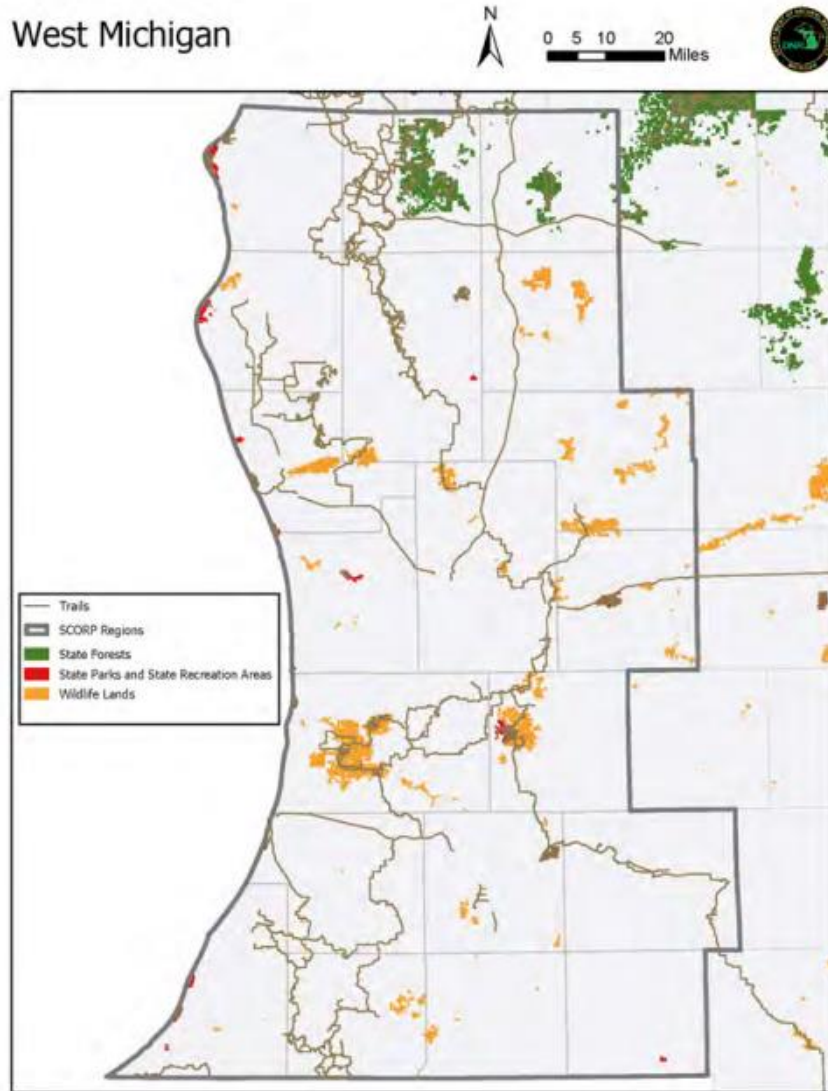 West Michigan
N
0 5 10 20
Miles
DNR
Trails
SCORP Regions
State Forests
State Parks and State Recreation Areas
Wildlife Lands